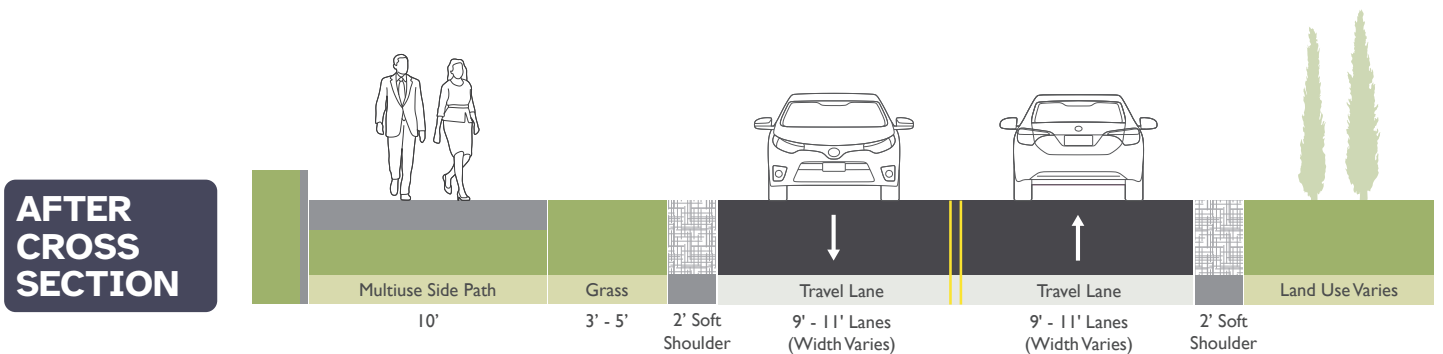 AFTER
CROSS
SECTION
Multiuse Side Path
Grass
Travel Lane
Travel Lane
Land Use Varies
10’
3’ - 5’
2’ Soft
Shoulder
9' - 11' Lanes
(Width Varies)
9' - 11' Lanes
(Width Varies)
2’ Soft
Shoulder